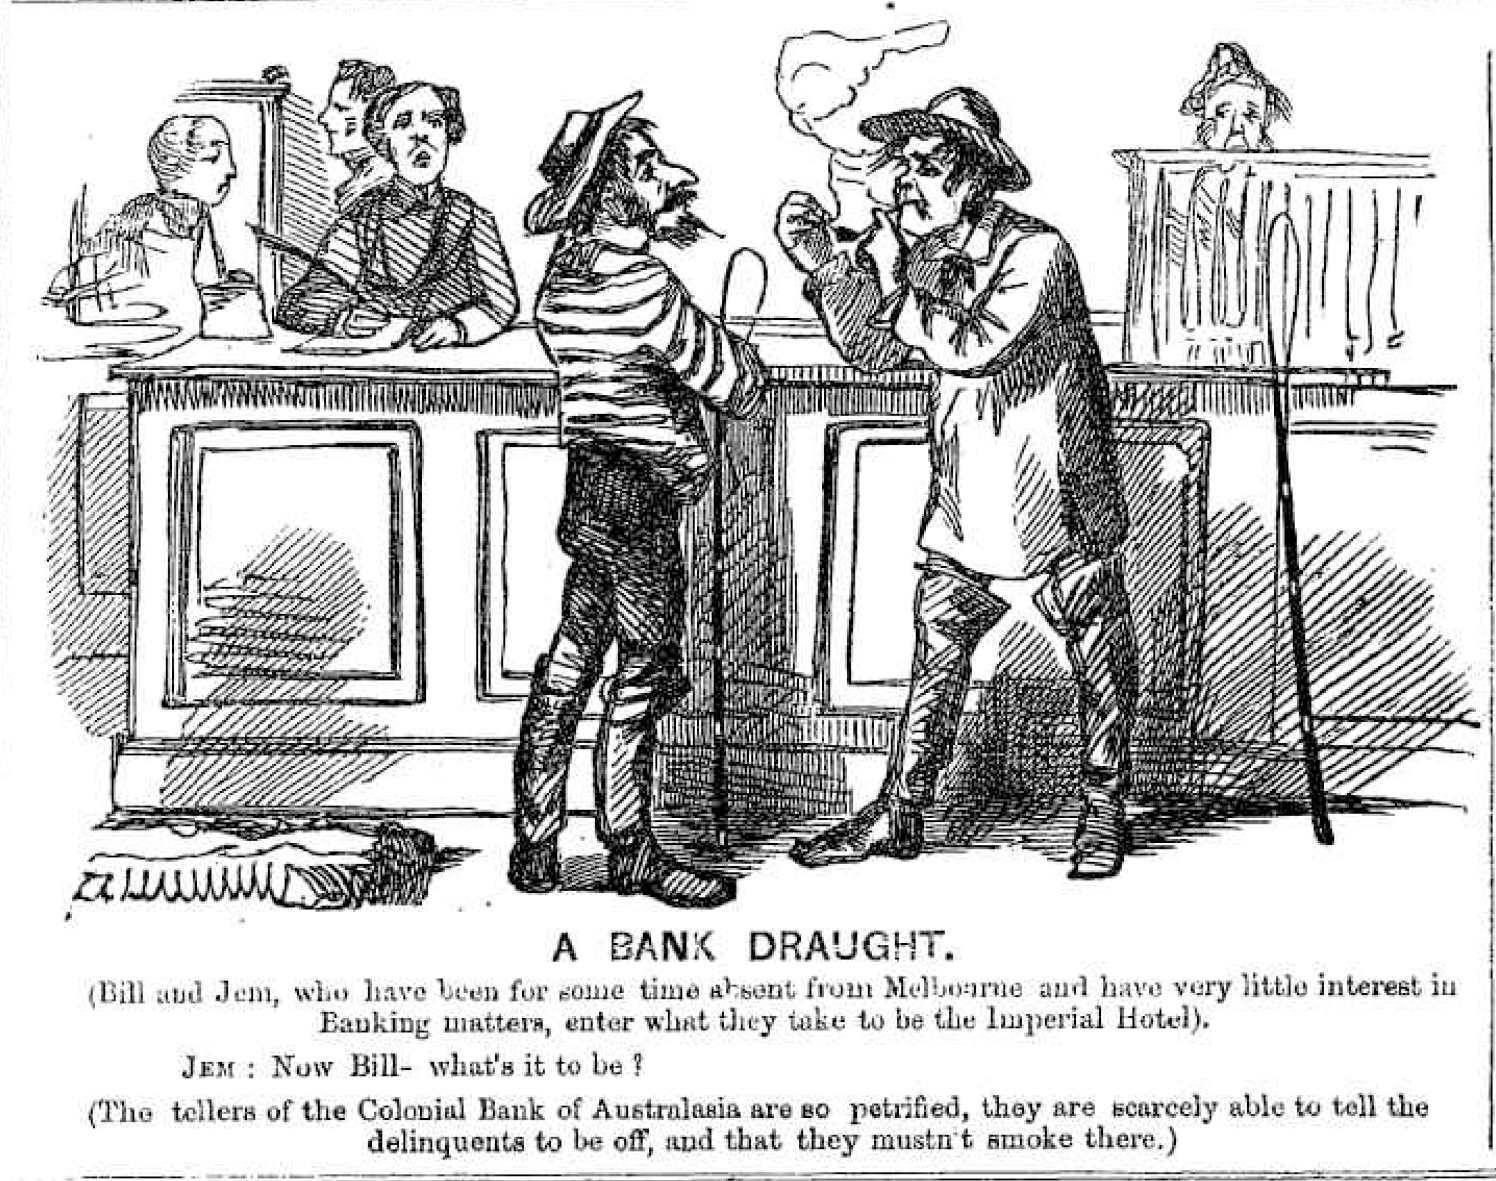 A BANK DRAUGHT.
(Bill and Jem, who have been for some time absent from Melbourne and have very little interest in
Banking matters, enter what they take to be the Imperial Hotel).
JEM : Now Bill- what's it to be ?
(The tellers of the Colonial Bank of Australasia are so petrified, they are scarcely able to tell the
delinquents to be off, and that they mustn't smoke there.)